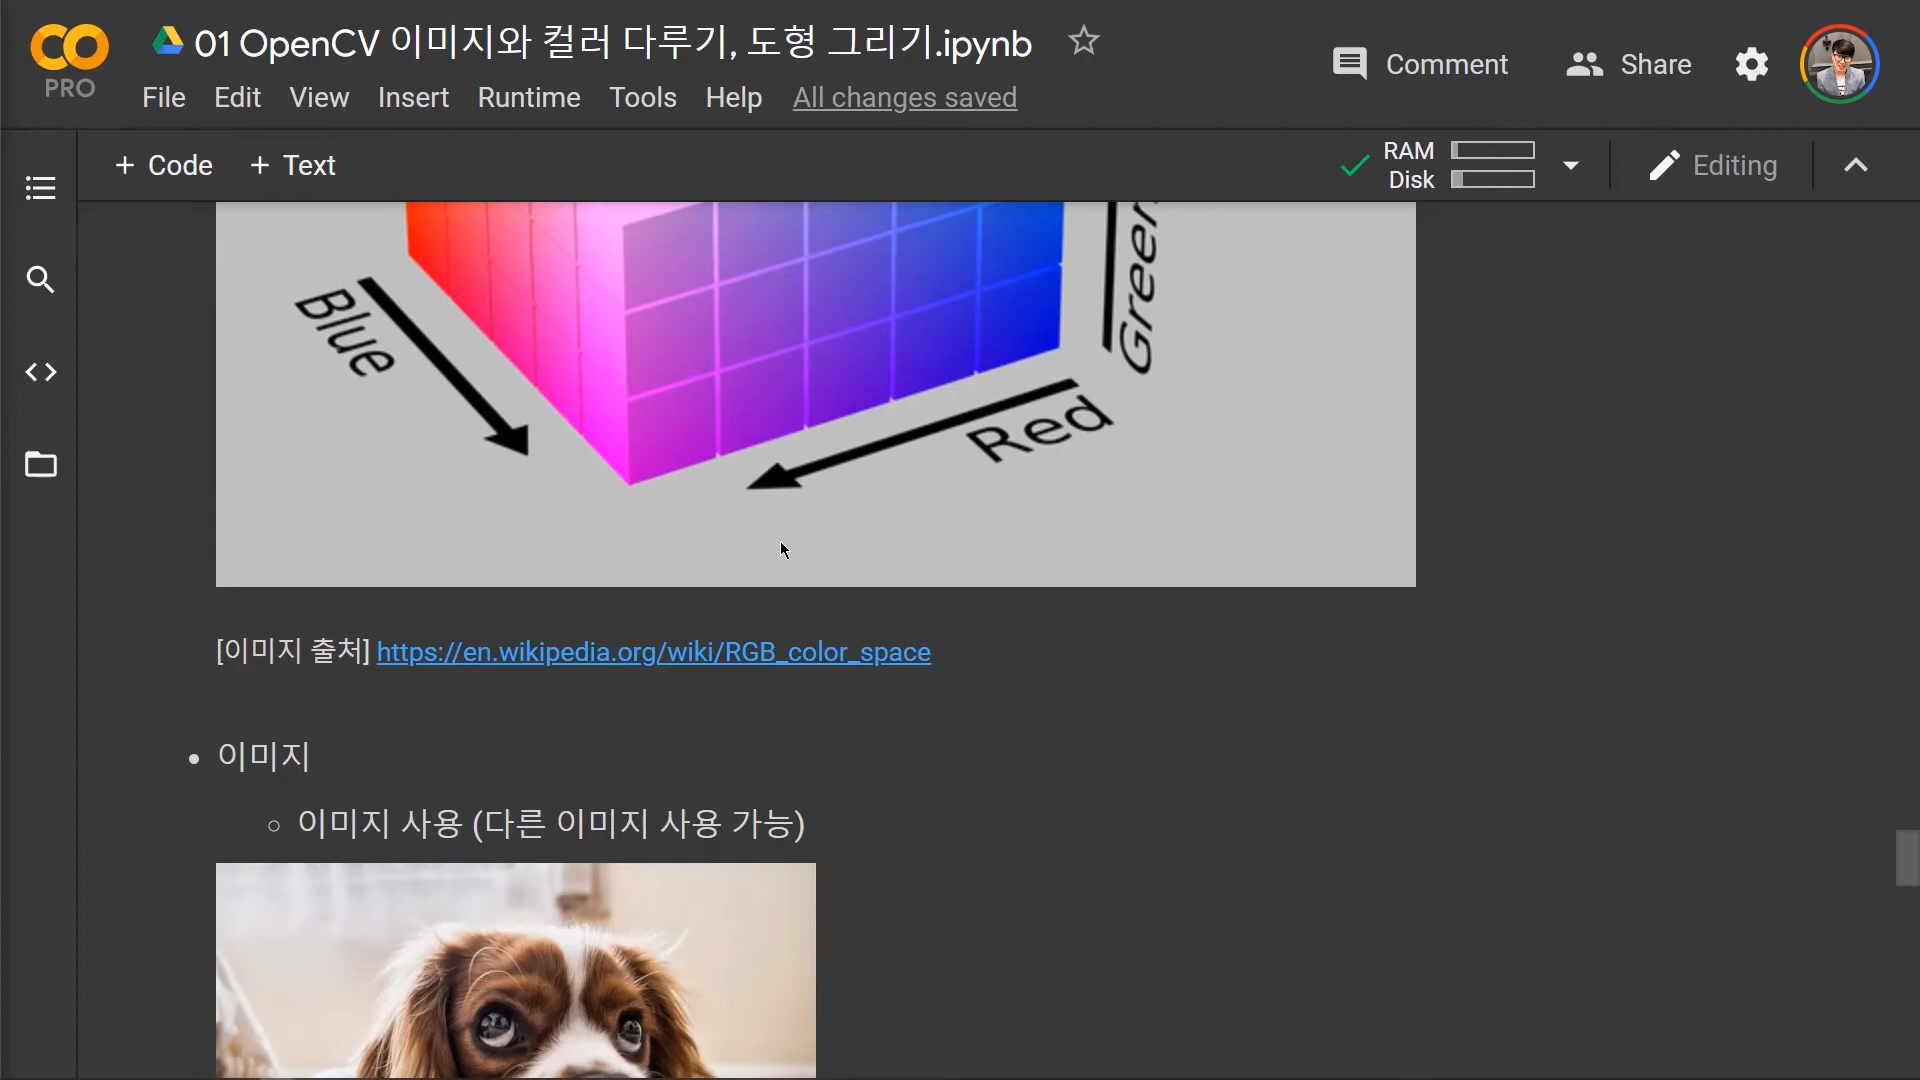 01 OpenCV 이미지와 컬러 다루기, 도형 그리기.ipynb
Comment
Share
PRO
File Edit View Insert Runtime Tools Help All changes saved
+ Code + Text
RAM
Disk
Editing
Green
Blue
Red
[이미지 출처] https://en.wikipedia.org/wiki/RGB_color_space
• 이미지
○ 이미지 사용 (다른 이미지 사용 가능)